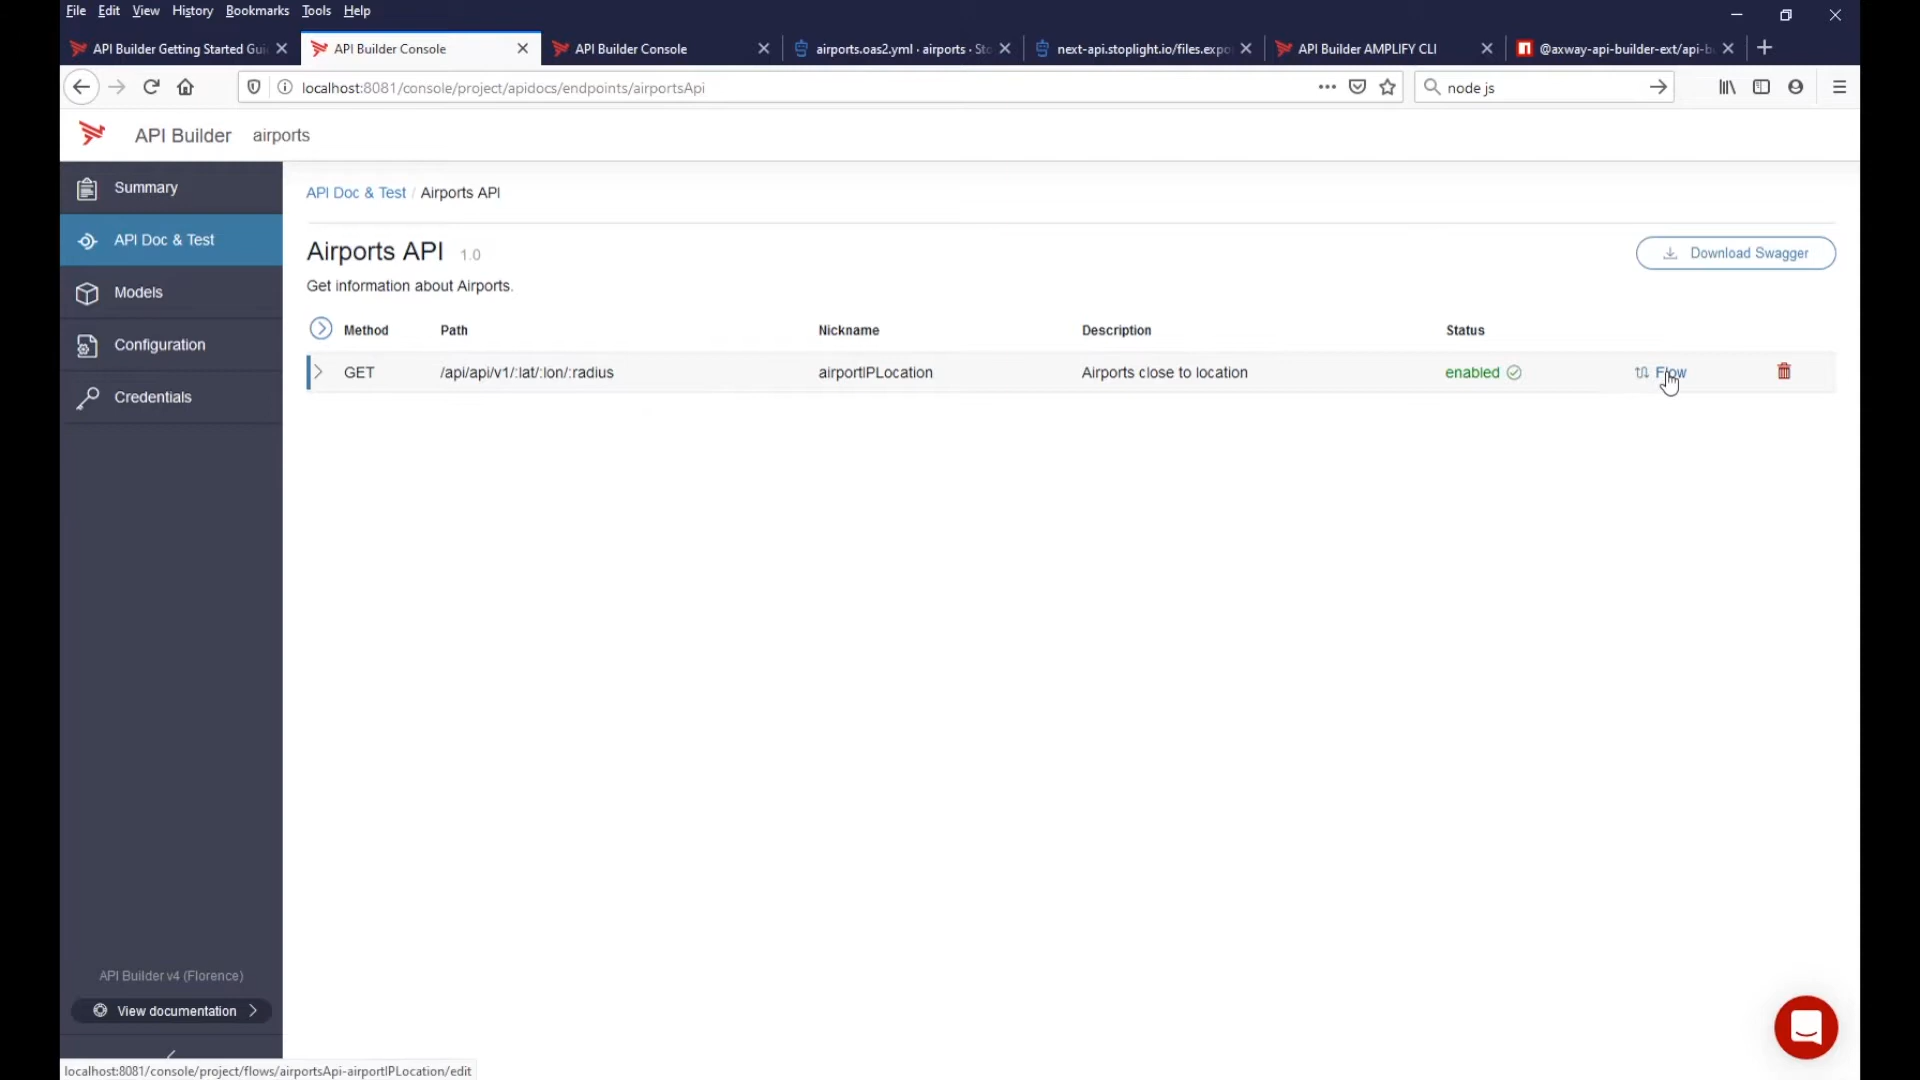 File Edit View History Bookmarks Tools Help
API Builder Getting Started Gui
API Builder Console
API Builder Console
airports.oas2.yml · airports · Sto
next-api.stoplight.io/files.expo
API Builder AMPLIFY CLI
@axway-api-builder-ext/api-b
localhost:8081/console/project/apidocs/endpoints/airportsApi
node js
API Builder airports
Summary
API Doc & Test
Models
Configuration
Credentials
API Builder v4 (Florence)
View documentation
API Doc & Test / Airports API
Airports API 1.0
Download Swagger
Get information about Airports.
Method Path Nickname Description Status
GET /api/api/v1/:lat/:lon/:radius airportIPLocation Airports close to location enabled Flow
localhost:8081/console/project/flows/airportsApi-airportIPLocation/edit